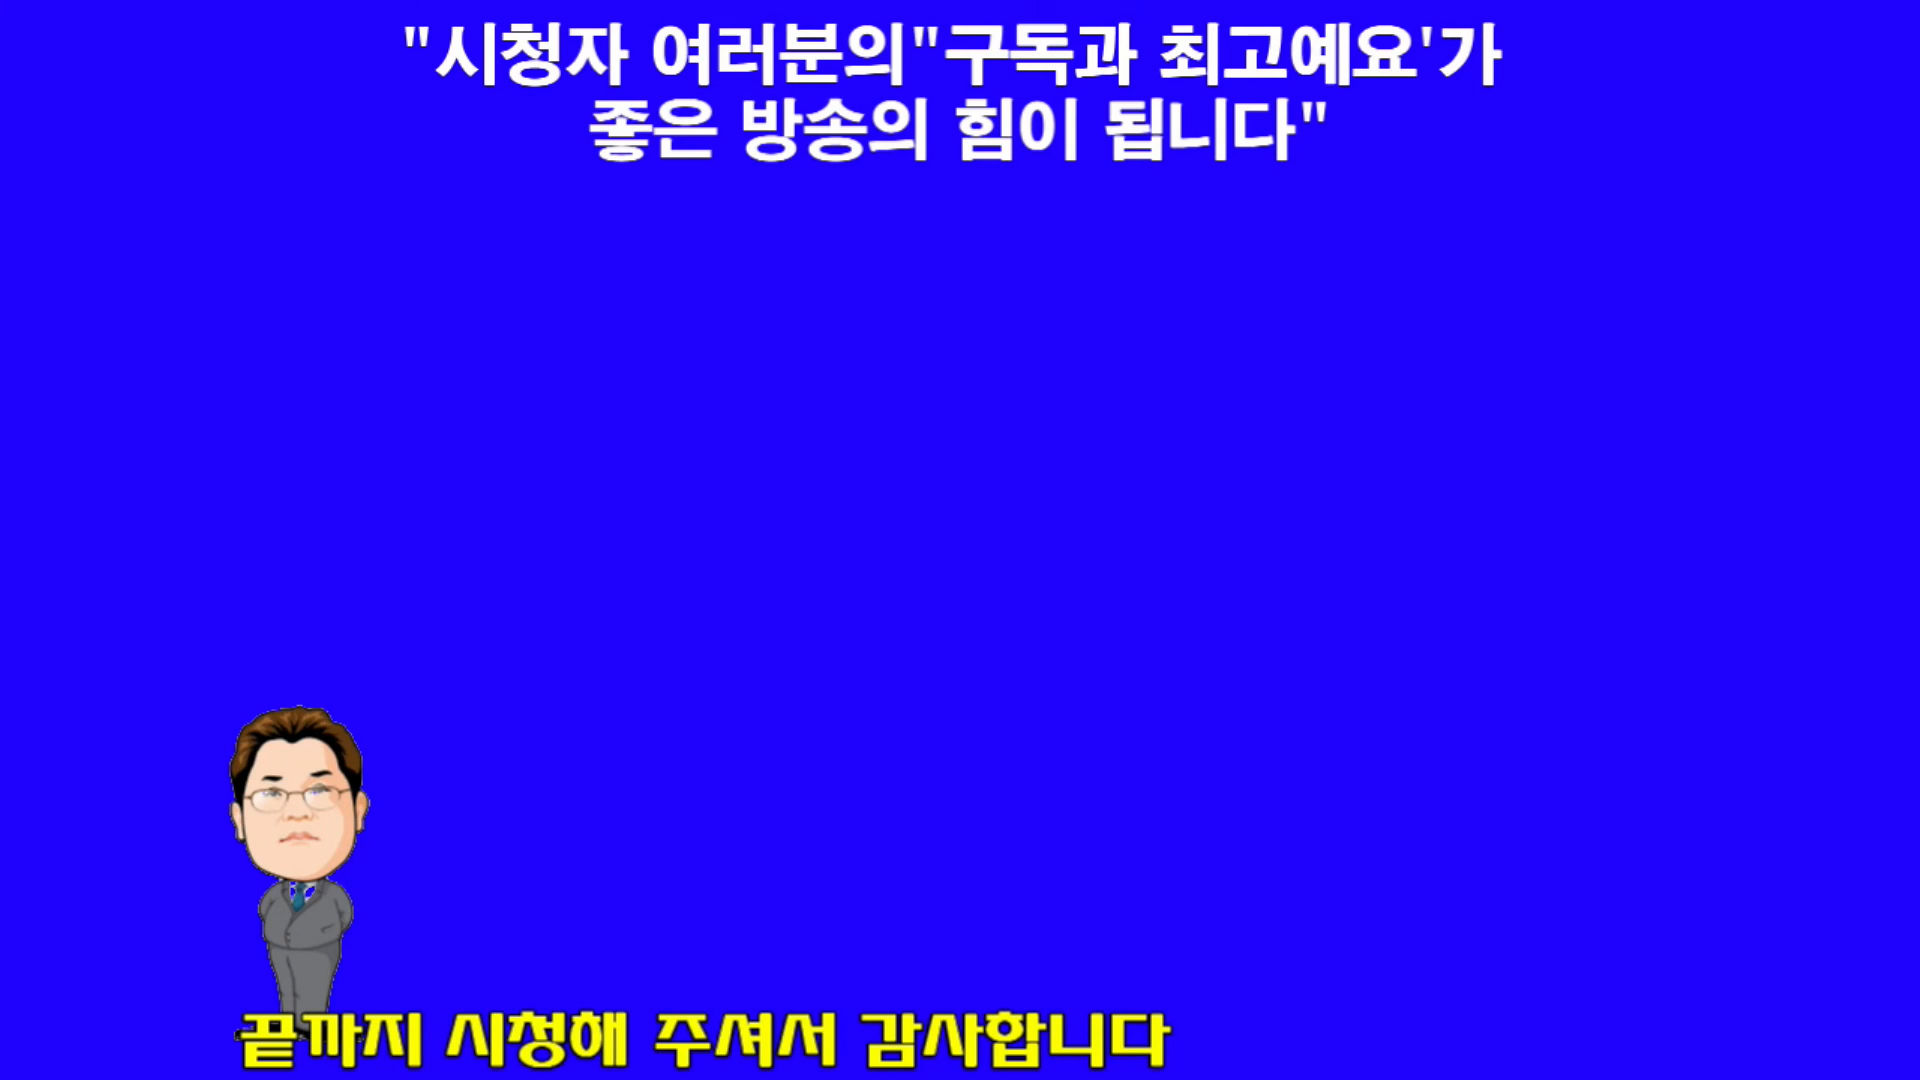 "시청자 여러분의"구독과 최고예요'가
좋은 방송의 힘이 됩니다"
끝까지 시청해 주셔서 감사합니다